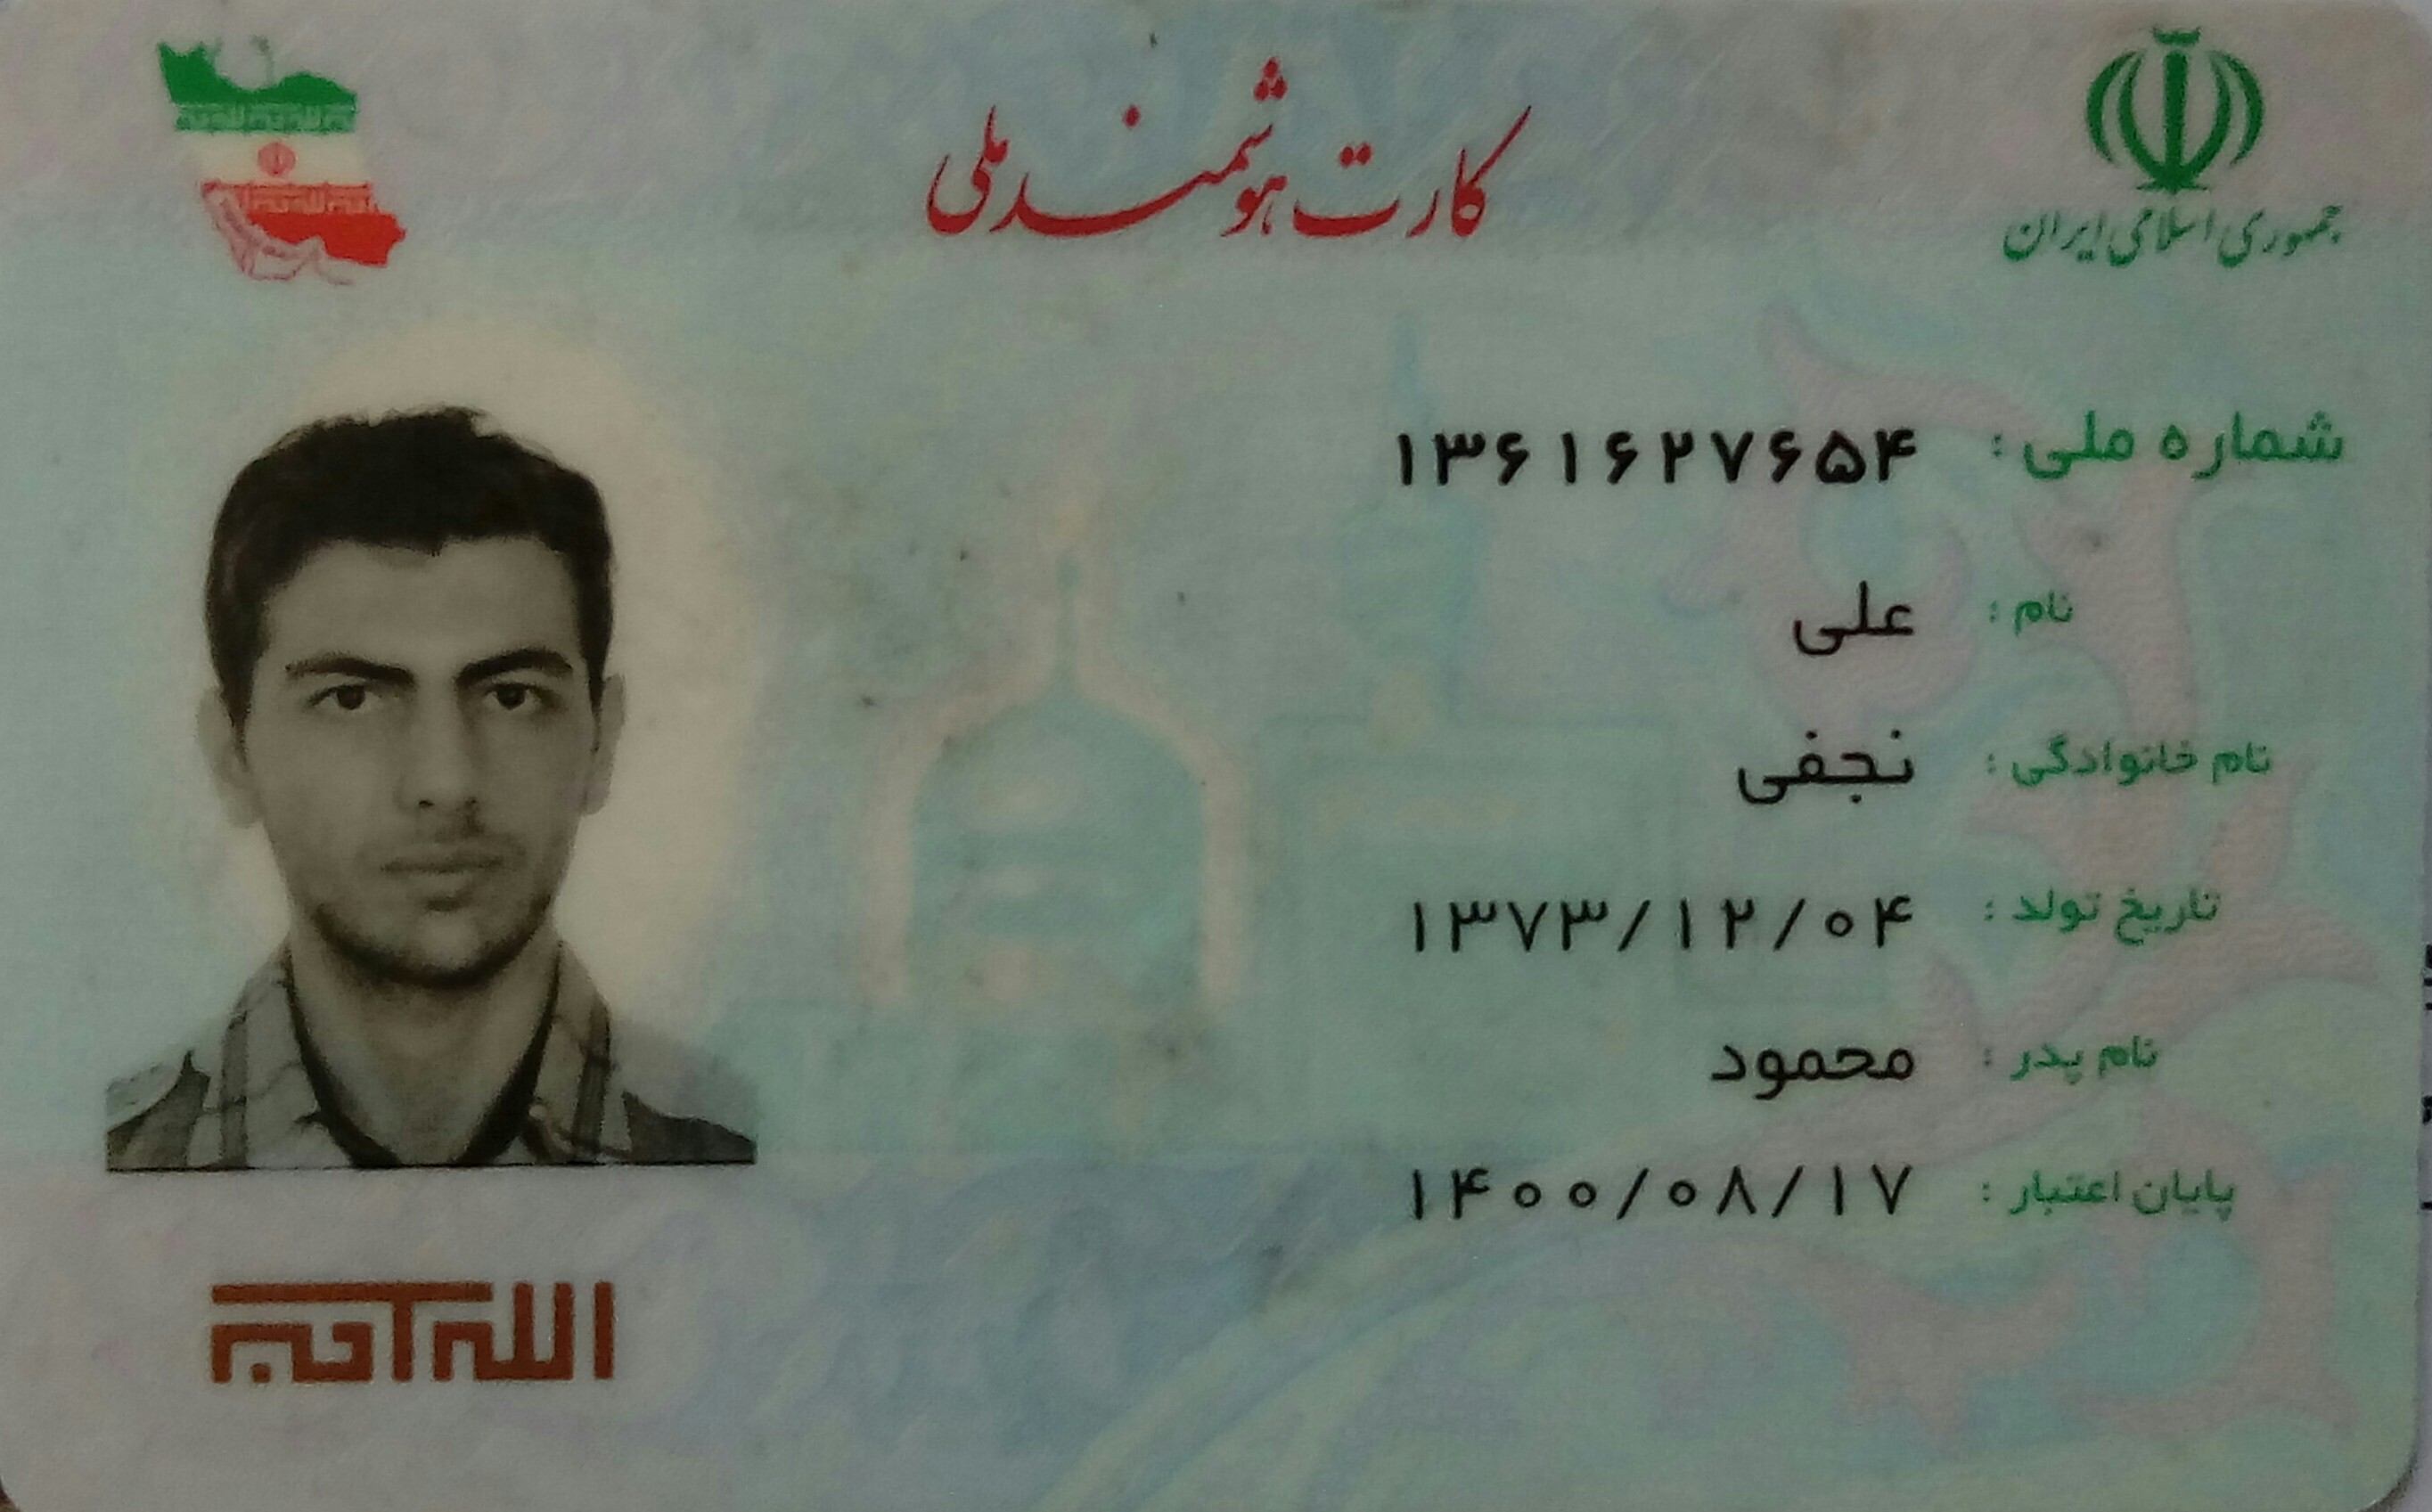 جمهوری اسلامی ایران
کارت هوشمند ملی
شماره ملی : ۱۳۶۱۶۲۷۶۵۴
نام : علی
نام خانوادگی : نجفی
تاریخ تولد : ۱۳۷۳/۱۲/۰۴
نام پدر : محمود
پایان اعتبار : ۱۴۰۰/۰۸/۱۷
الله اکبر